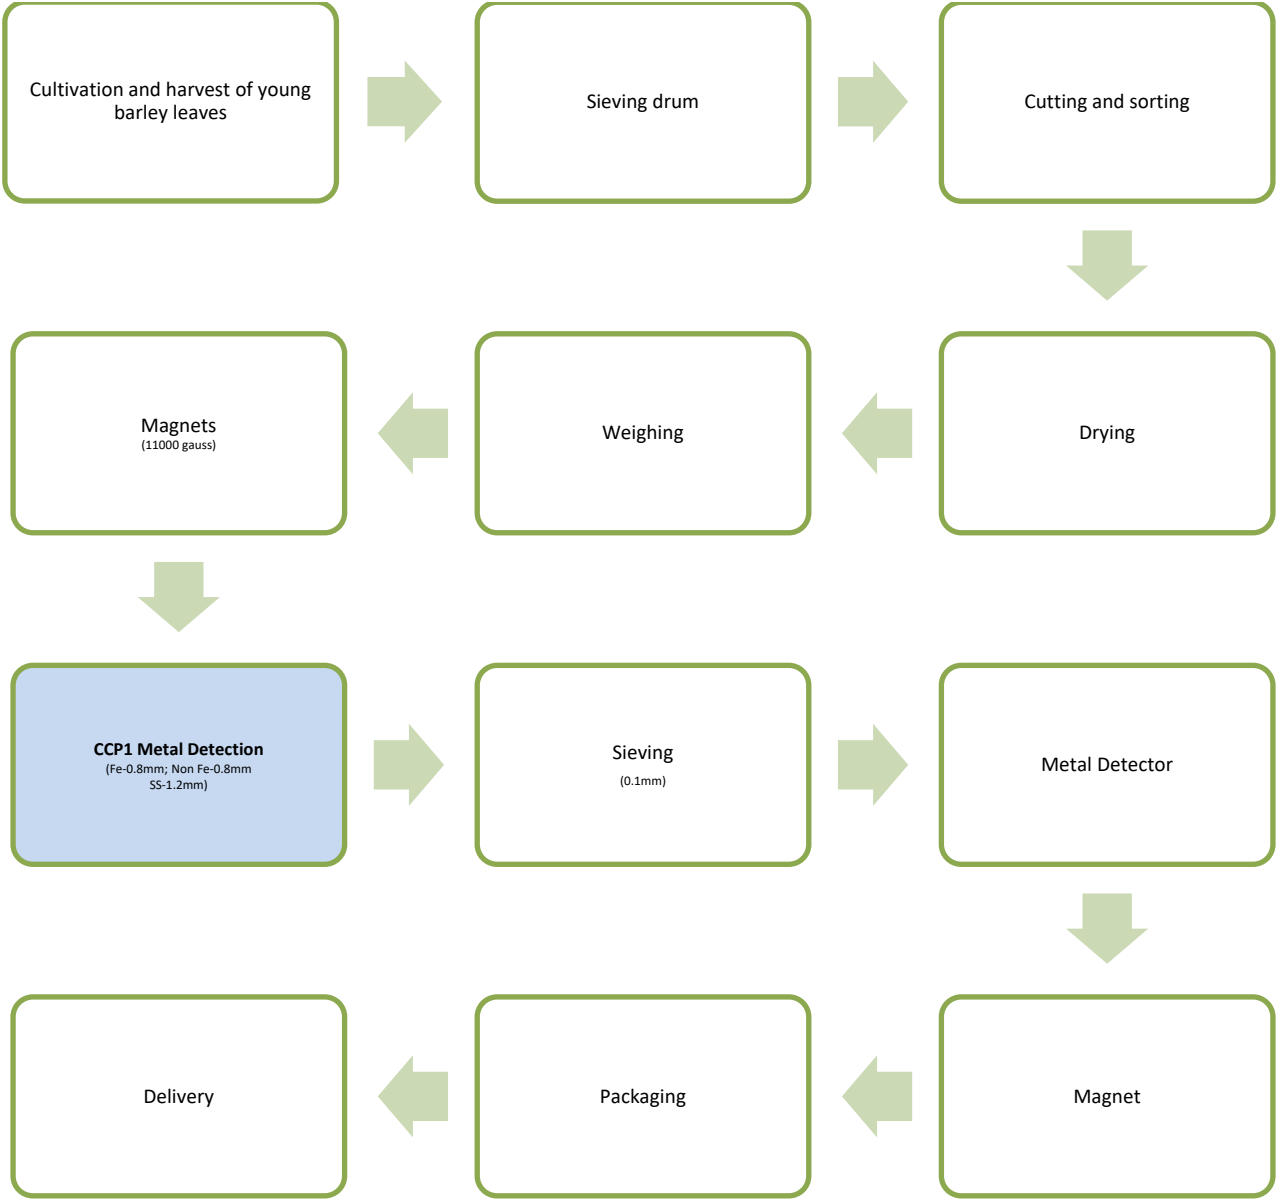 Cultivation and harvest of young
barley leaves
Sieving drum
Cutting and sorting
Drying
Weighing
Magnets
(11000 gauss)
CCP1 Metal Detection
(Fe-0.8mm; Non Fe-0.8mm
SS-1.2mm)
Sieving
(0.1mm)
Metal Detector
Magnet
Packaging
Delivery